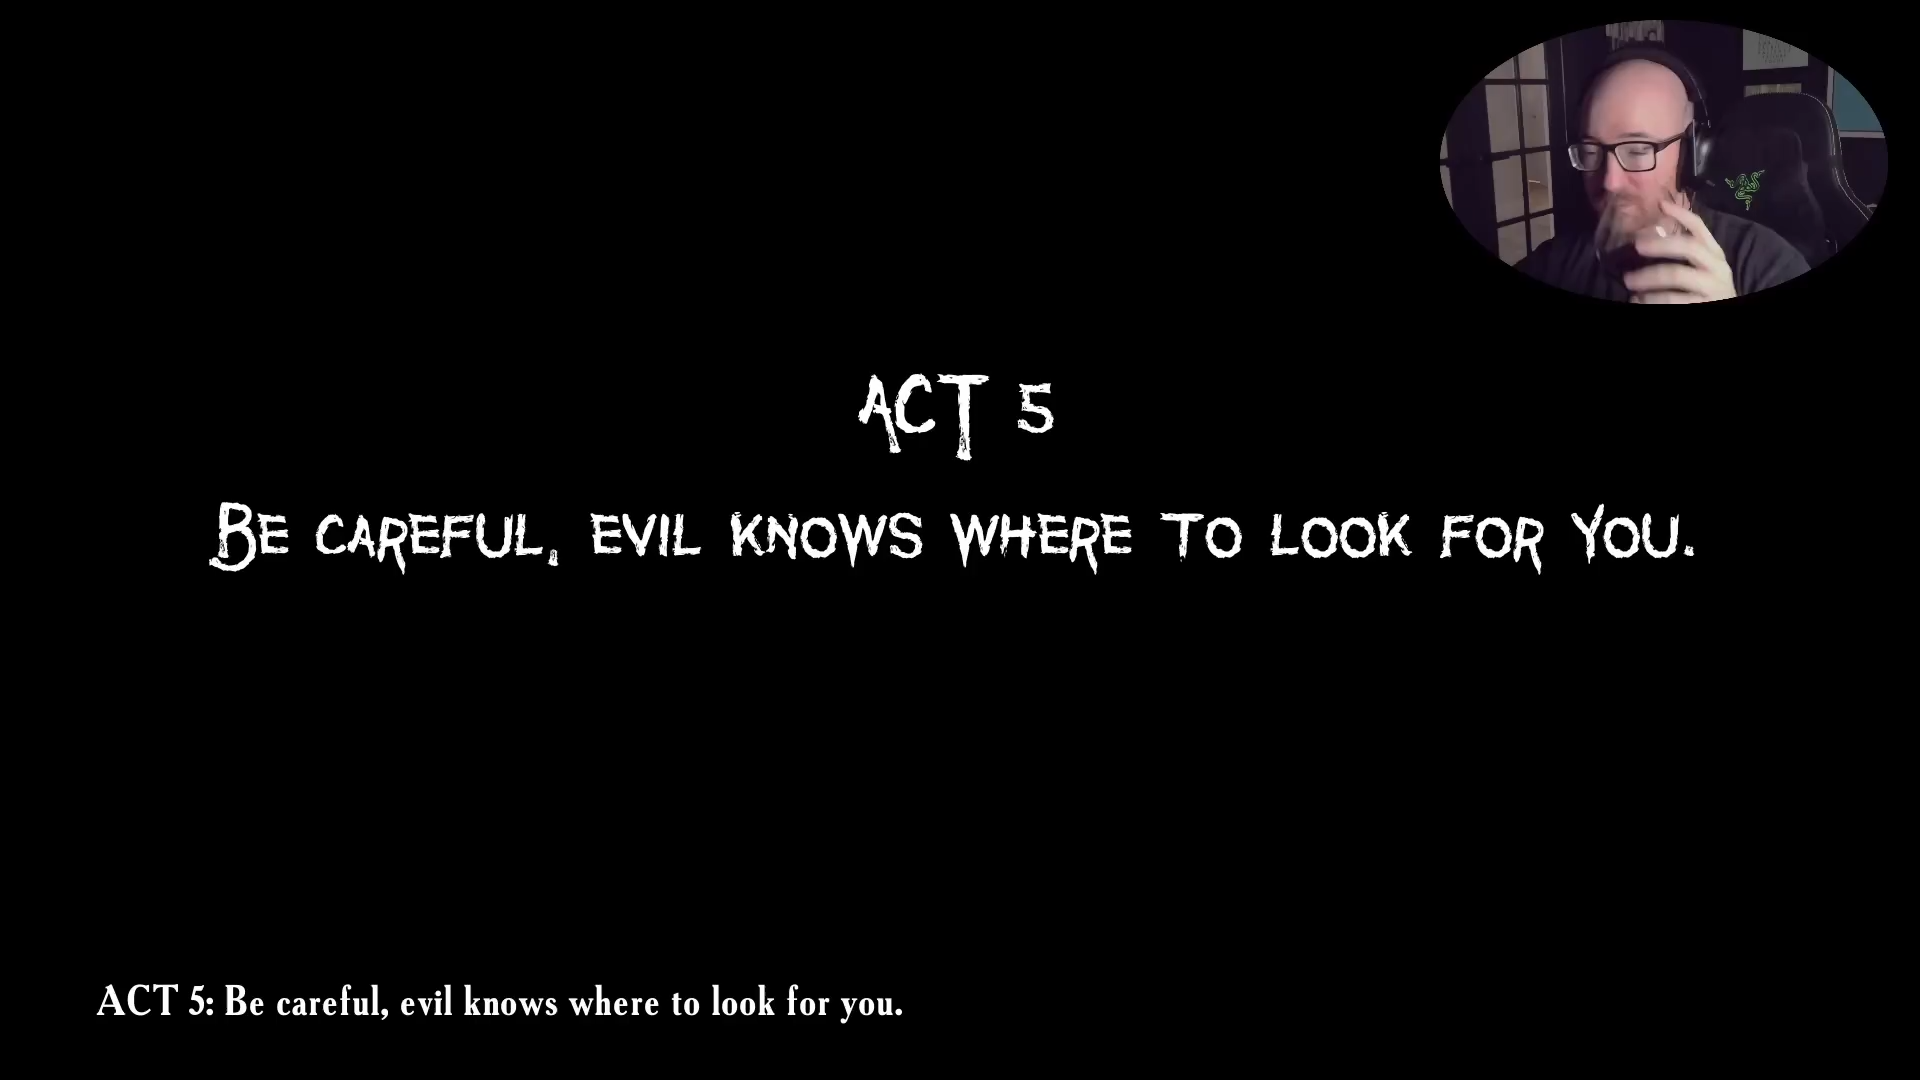 ACT 5
BE CAREFUL, EVIL KNOWS WHERE TO LOOK FOR YOU.
ACT 5: Be careful, evil knows where to look for you.